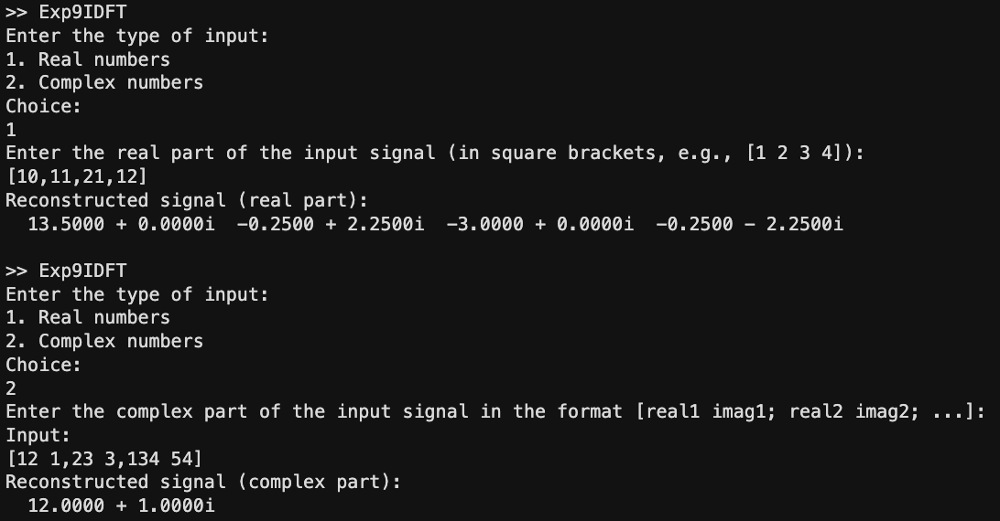 >> Exp9IDFT
Enter the type of input:
1. Real numbers
2. Complex numbers
Choice:
1
Enter the real part of the input signal (in square brackets, e.g., [1 2 3 4]):
[10,11,21,12]
Reconstructed signal (real part):
13.5000 + 0.0000i  -0.2500 + 2.2500i  -3.0000 + 0.0000i  -0.2500 - 2.2500i
>> Exp9IDFT
Enter the type of input:
1. Real numbers
2. Complex numbers
Choice:
2
Enter the complex part of the input signal in the format [real1 imag1; real2 imag2; ...]:
Input:
[12 1,23 3,134 54]
Reconstructed signal (complex part):
12.0000 + 1.0000i